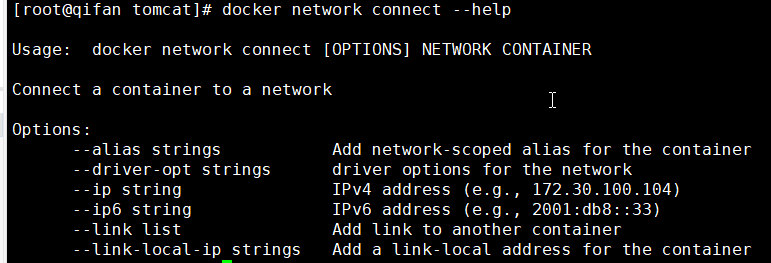 [root@qifan tomcat]# docker network connect --help
Usage:  docker network connect [OPTIONS] NETWORK CONTAINER
Connect a container to a network
Options:
      --alias strings           Add network-scoped alias for the container
      --driver-opt strings      driver options for the network
      --ip string               IPv4 address (e.g., 172.30.100.104)
      --ip6 string              IPv6 address (e.g., 2001:db8::33)
      --link list               Add link to another container
      --link-local-ip strings   Add a link-local address for the container